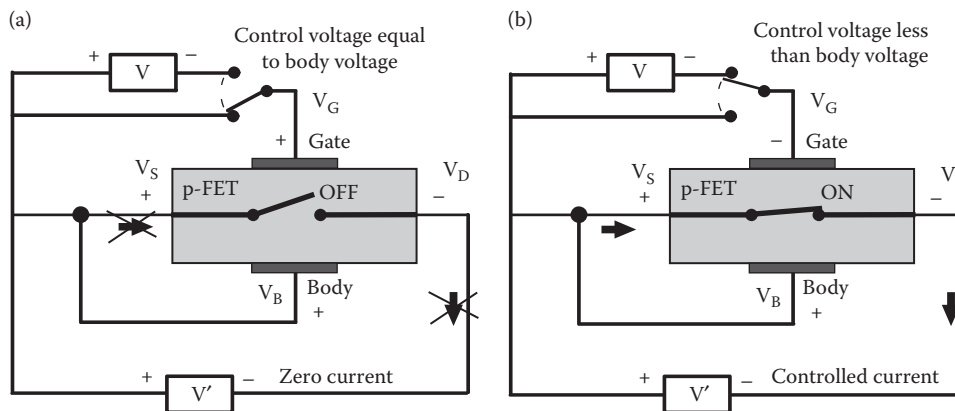 (a)
Control voltage equal
to body voltage
+ V −
V_G
+ Gate
V_S
+
p-FET OFF
V_D
−
V_B Body
+
+ V′ − Zero current
(b)
Control voltage less
than body voltage
+ V −
V_G
− Gate
V_S
+
p-FET ON
V
−
V_B Body
+
+ V′ − Controlled current